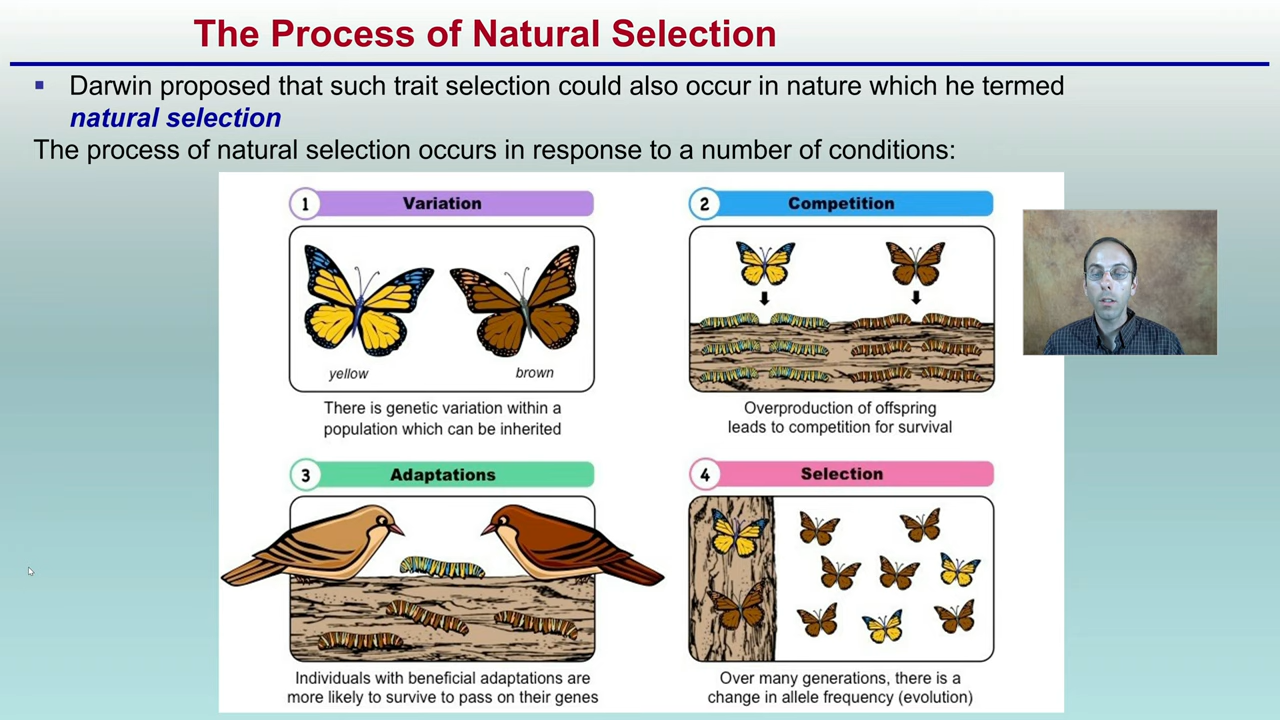 The Process of Natural Selection
▪ Darwin proposed that such trait selection could also occur in nature which he termed
natural selection
The process of natural selection occurs in response to a number of conditions:
1 Variation
yellow
brown
There is genetic variation within a
population which can be inherited
2 Competition
Overproduction of offspring
leads to competition for survival
3 Adaptations
Individuals with beneficial adaptations are
more likely to survive to pass on their genes
4 Selection
Over many generations, there is a
change in allele frequency (evolution)